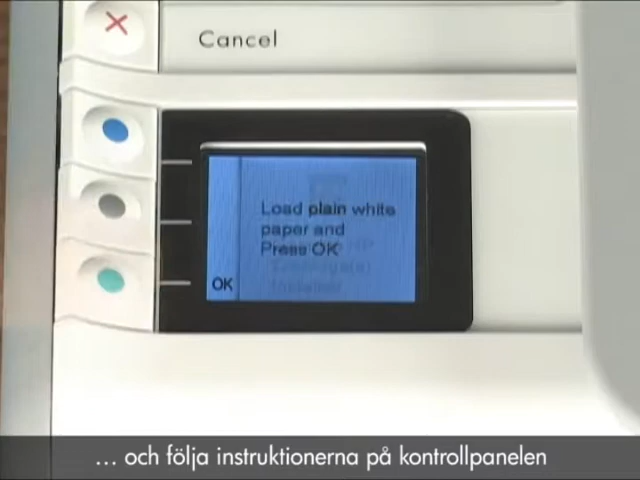 Cancel
Load plain white
paper and
Press OK
OK
... och följa instruktionerna på kontrollpanelen